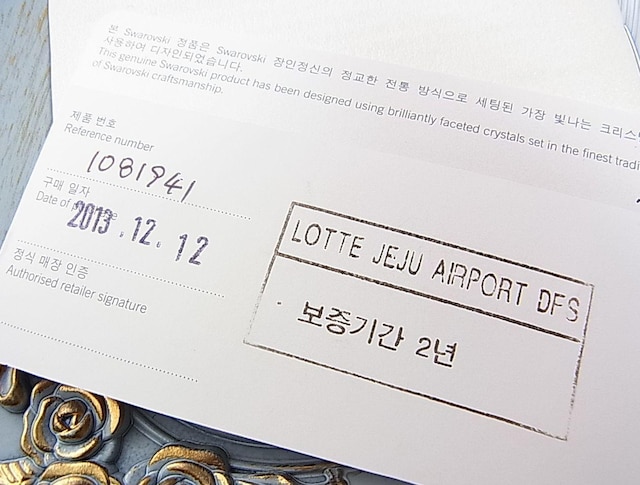 본 Swarovski 정품은 Swarovski 장인정신의 정교한 전통 방식으로 세팅된 가장 빛나는 크리스
사용하여 디자인되었습니다.
This genuine Swarovski product has been designed using brilliantly faceted crystals set in the finest tradi
of Swarovski craftsmanship.
제품 번호
Reference number
1081941
구매 일자
Date of
2013.12.12
정식 매장 인증
Authorised retailer signature
LOTTE JEJU AIRPORT DFS
보증기간 2년